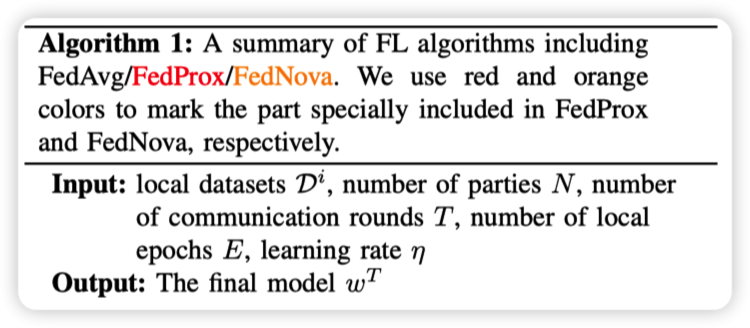 Algorithm 1: A summary of FL algorithms including
FedAvg/FedProx/FedNova. We use red and orange
colors to mark the part specially included in FedProx
and FedNova, respectively.
Input: local datasets 𝒟ⁱ, number of parties N, number
of communication rounds T, number of local
epochs E, learning rate η
Output: The final model wᵀ